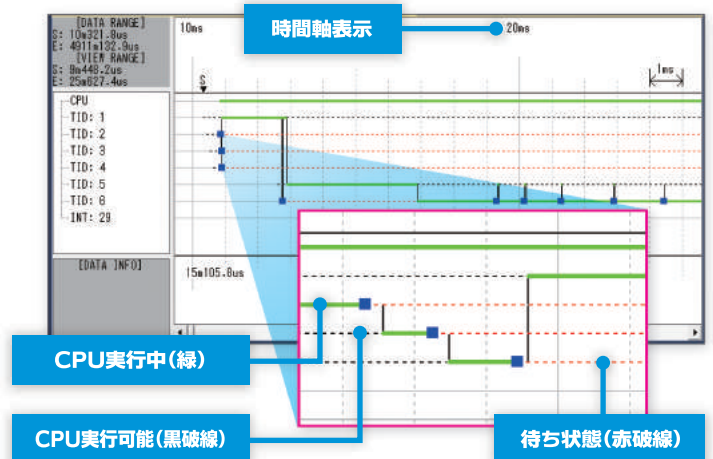 [DATA RANGE]
S: 10m321.8us
E: 4911m132.9us
[VIEW RANGE]
S: 9m448.2us
E: 25m627.4us
10ms
時間軸表示
20ms
1ms
S
CPU
TID: 1
TID: 2
TID: 3
TID: 4
TID: 5
TID: 6
INT: 29
[DATA INFO]
15m105.8us
CPU実行中(緑)
CPU実行可能(黒破線)
待ち状態(赤破線)